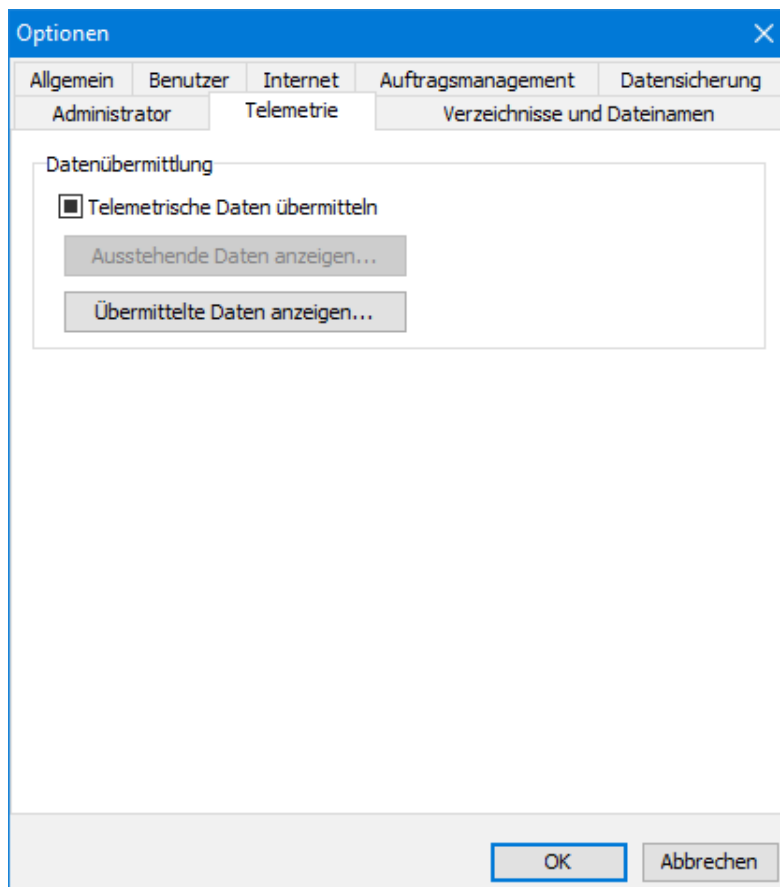 Optionen
Allgemein Benutzer Internet Auftragsmanagement Datensicherung
Administrator Telemetrie Verzeichnisse und Dateinamen
Datenübermittlung
Telemetrische Daten übermitteln
Ausstehende Daten anzeigen...
Übermittelte Daten anzeigen...
OK Abbrechen